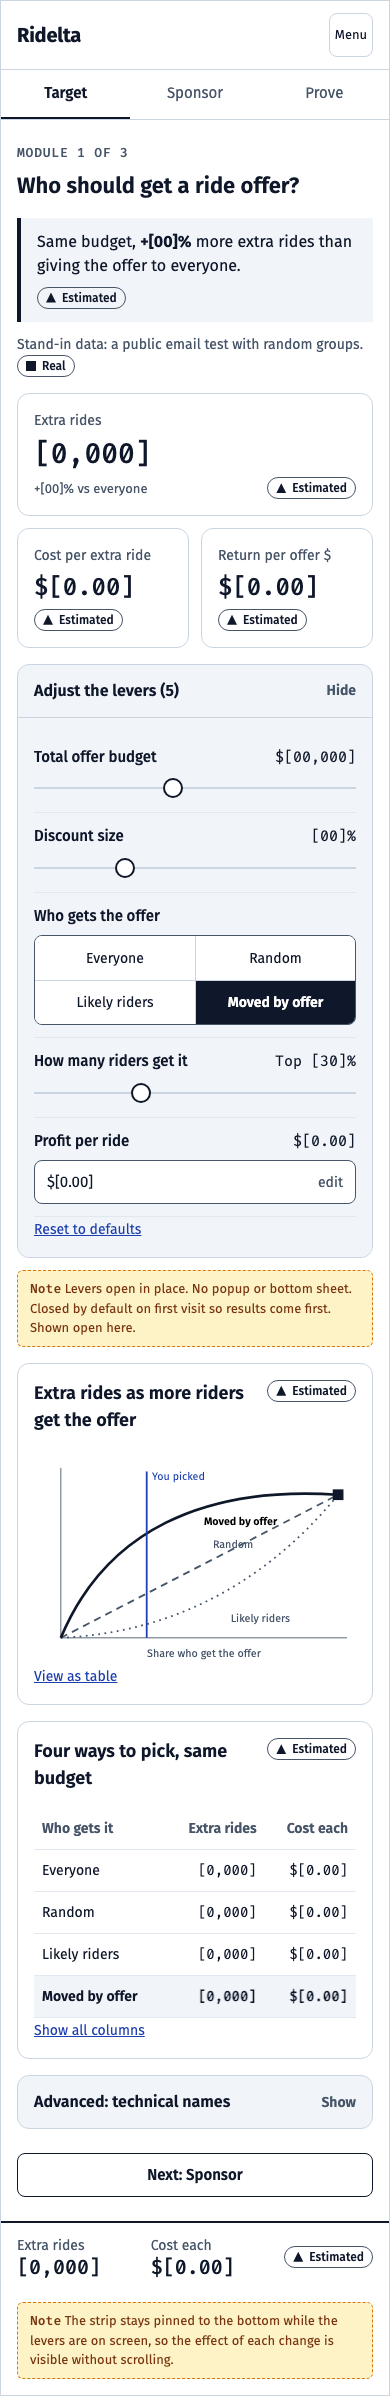 Ridelta
Menu
Target
Sponsor
Prove
MODULE 1 OF 3
Who should get a ride offer?
Same budget, +[00]% more extra rides than
giving the offer to everyone.
▲ Estimated
Stand-in data: a public email test with random groups.
■ Real
Extra rides
[0,000]
+[00]% vs everyone
▲ Estimated
Cost per extra ride
$[0.00]
▲ Estimated
Return per offer $
$[0.00]
▲ Estimated
Adjust the levers (5)
Hide
Total offer budget
$[00,000]
Discount size
[00]%
Who gets the offer
Everyone
Random
Likely riders
Moved by offer
How many riders get it
Top [30]%
Profit per ride
$[0.00]
$[0.00]
edit
Reset to defaults
Note Levers open in place. No popup or bottom sheet.
Closed by default on first visit so results come first.
Shown open here.
Extra rides as more riders
get the offer
▲ Estimated
You picked
Moved by offer
Random
Likely riders
Share who get the offer
View as table
Four ways to pick, same
budget
▲ Estimated
Who gets it Extra rides Cost each
Everyone [0,000] $[0.00]
Random [0,000] $[0.00]
Likely riders [0,000] $[0.00]
Moved by offer [0,000] $[0.00]
Show all columns
Advanced: technical names
Show
Next: Sponsor
Extra rides
[0,000]
Cost each
$[0.00]
▲ Estimated
Note The strip stays pinned to the bottom while the
levers are on screen, so the effect of each change is
visible without scrolling.